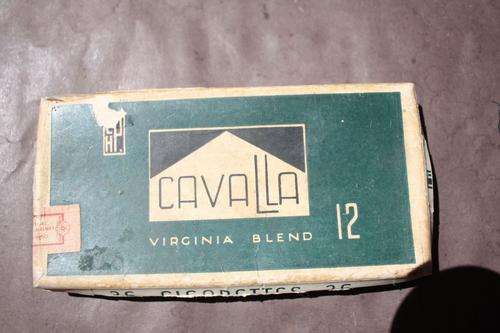 CAVALLA
VIRGINIA BLEND
12
CIGARETTES